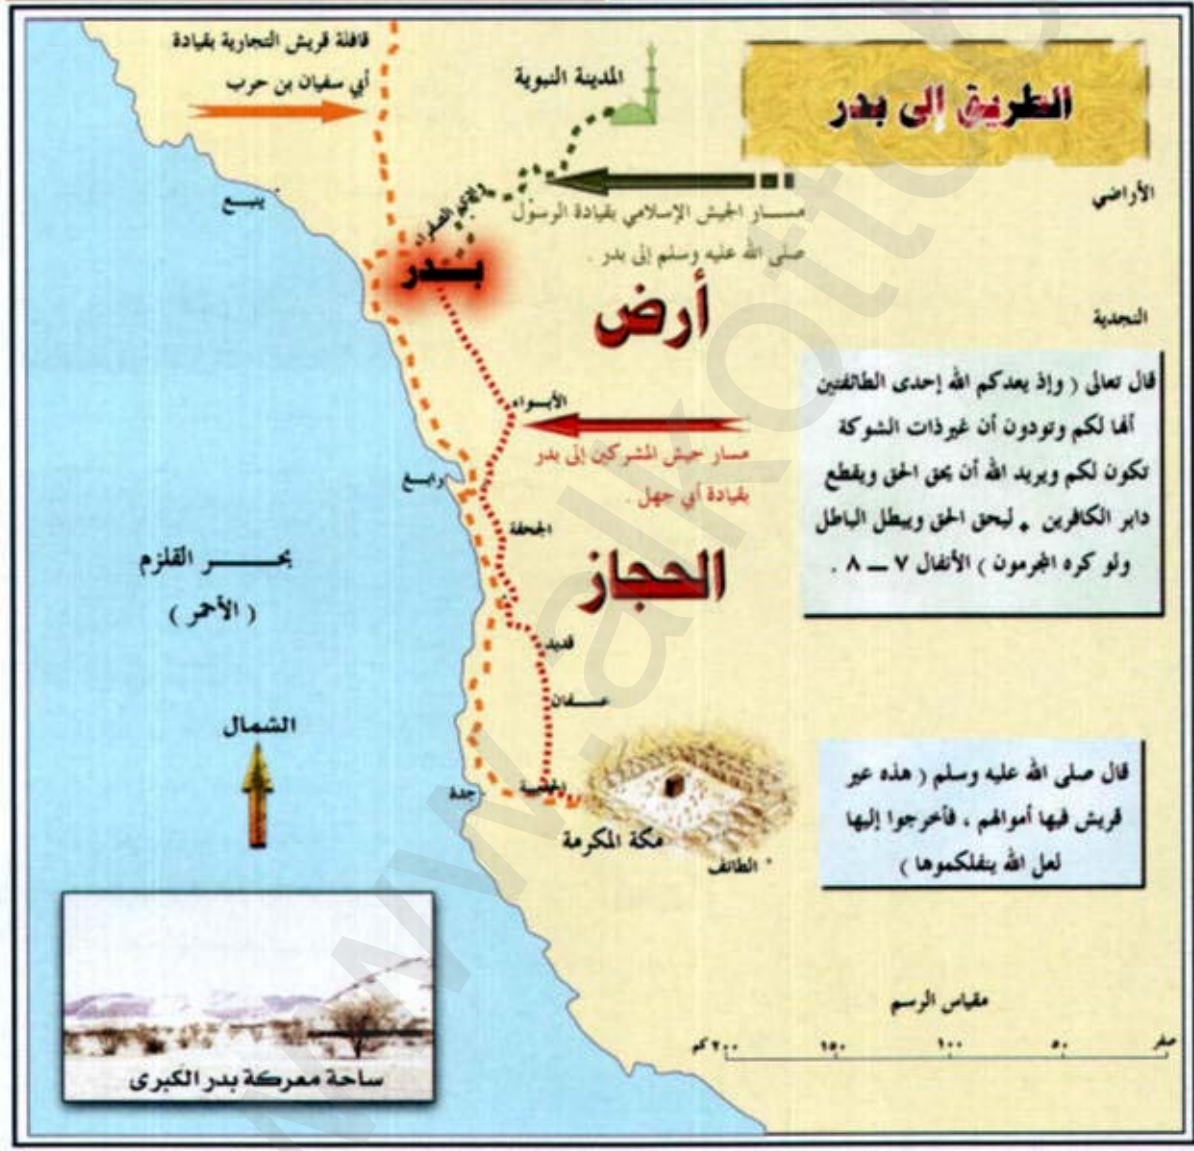 الطريق إلى بدر
قافلة قريش التجارية بقيادة
أبي سفيان بن حرب
المدينة النبوية
مسار الجيش الإسلامي بقيادة الرسول
صلى الله عليه وسلم إلى بدر .
الأراضي
النجدية
ينبع
بدر
أرض
الحجاز
قال تعالى ( وإذ يعدكم الله إحدى الطائفتين
أنها لكم وتودون أن غير ذات الشوكة
تكون لكم ويريد الله أن يحق الحق ويقطع
دابر الكافرين * ليحق الحق ويبطل الباطل
ولو كره المجرمون ) الأنفال ٧ – ٨ .
الأبواء
مسار جيش المشركين إلى بدر
بقيادة أبي جهل .
رابغ
الجحفة
بحر القلزم
( الأحمر )
قديد
عسفان
الشمال
جدة
مكة المكرمة
الطائف
قال صلى الله عليه وسلم ( هذه عير
قريش فيها أموالهم ، فأخرجوا إليها
لعل الله ينفلكموها )
ساحة معركة بدر الكبرى
مقياس الرسم
صفر ٥٠ ١٠٠ ١٥٠ ٢٠٠ كم